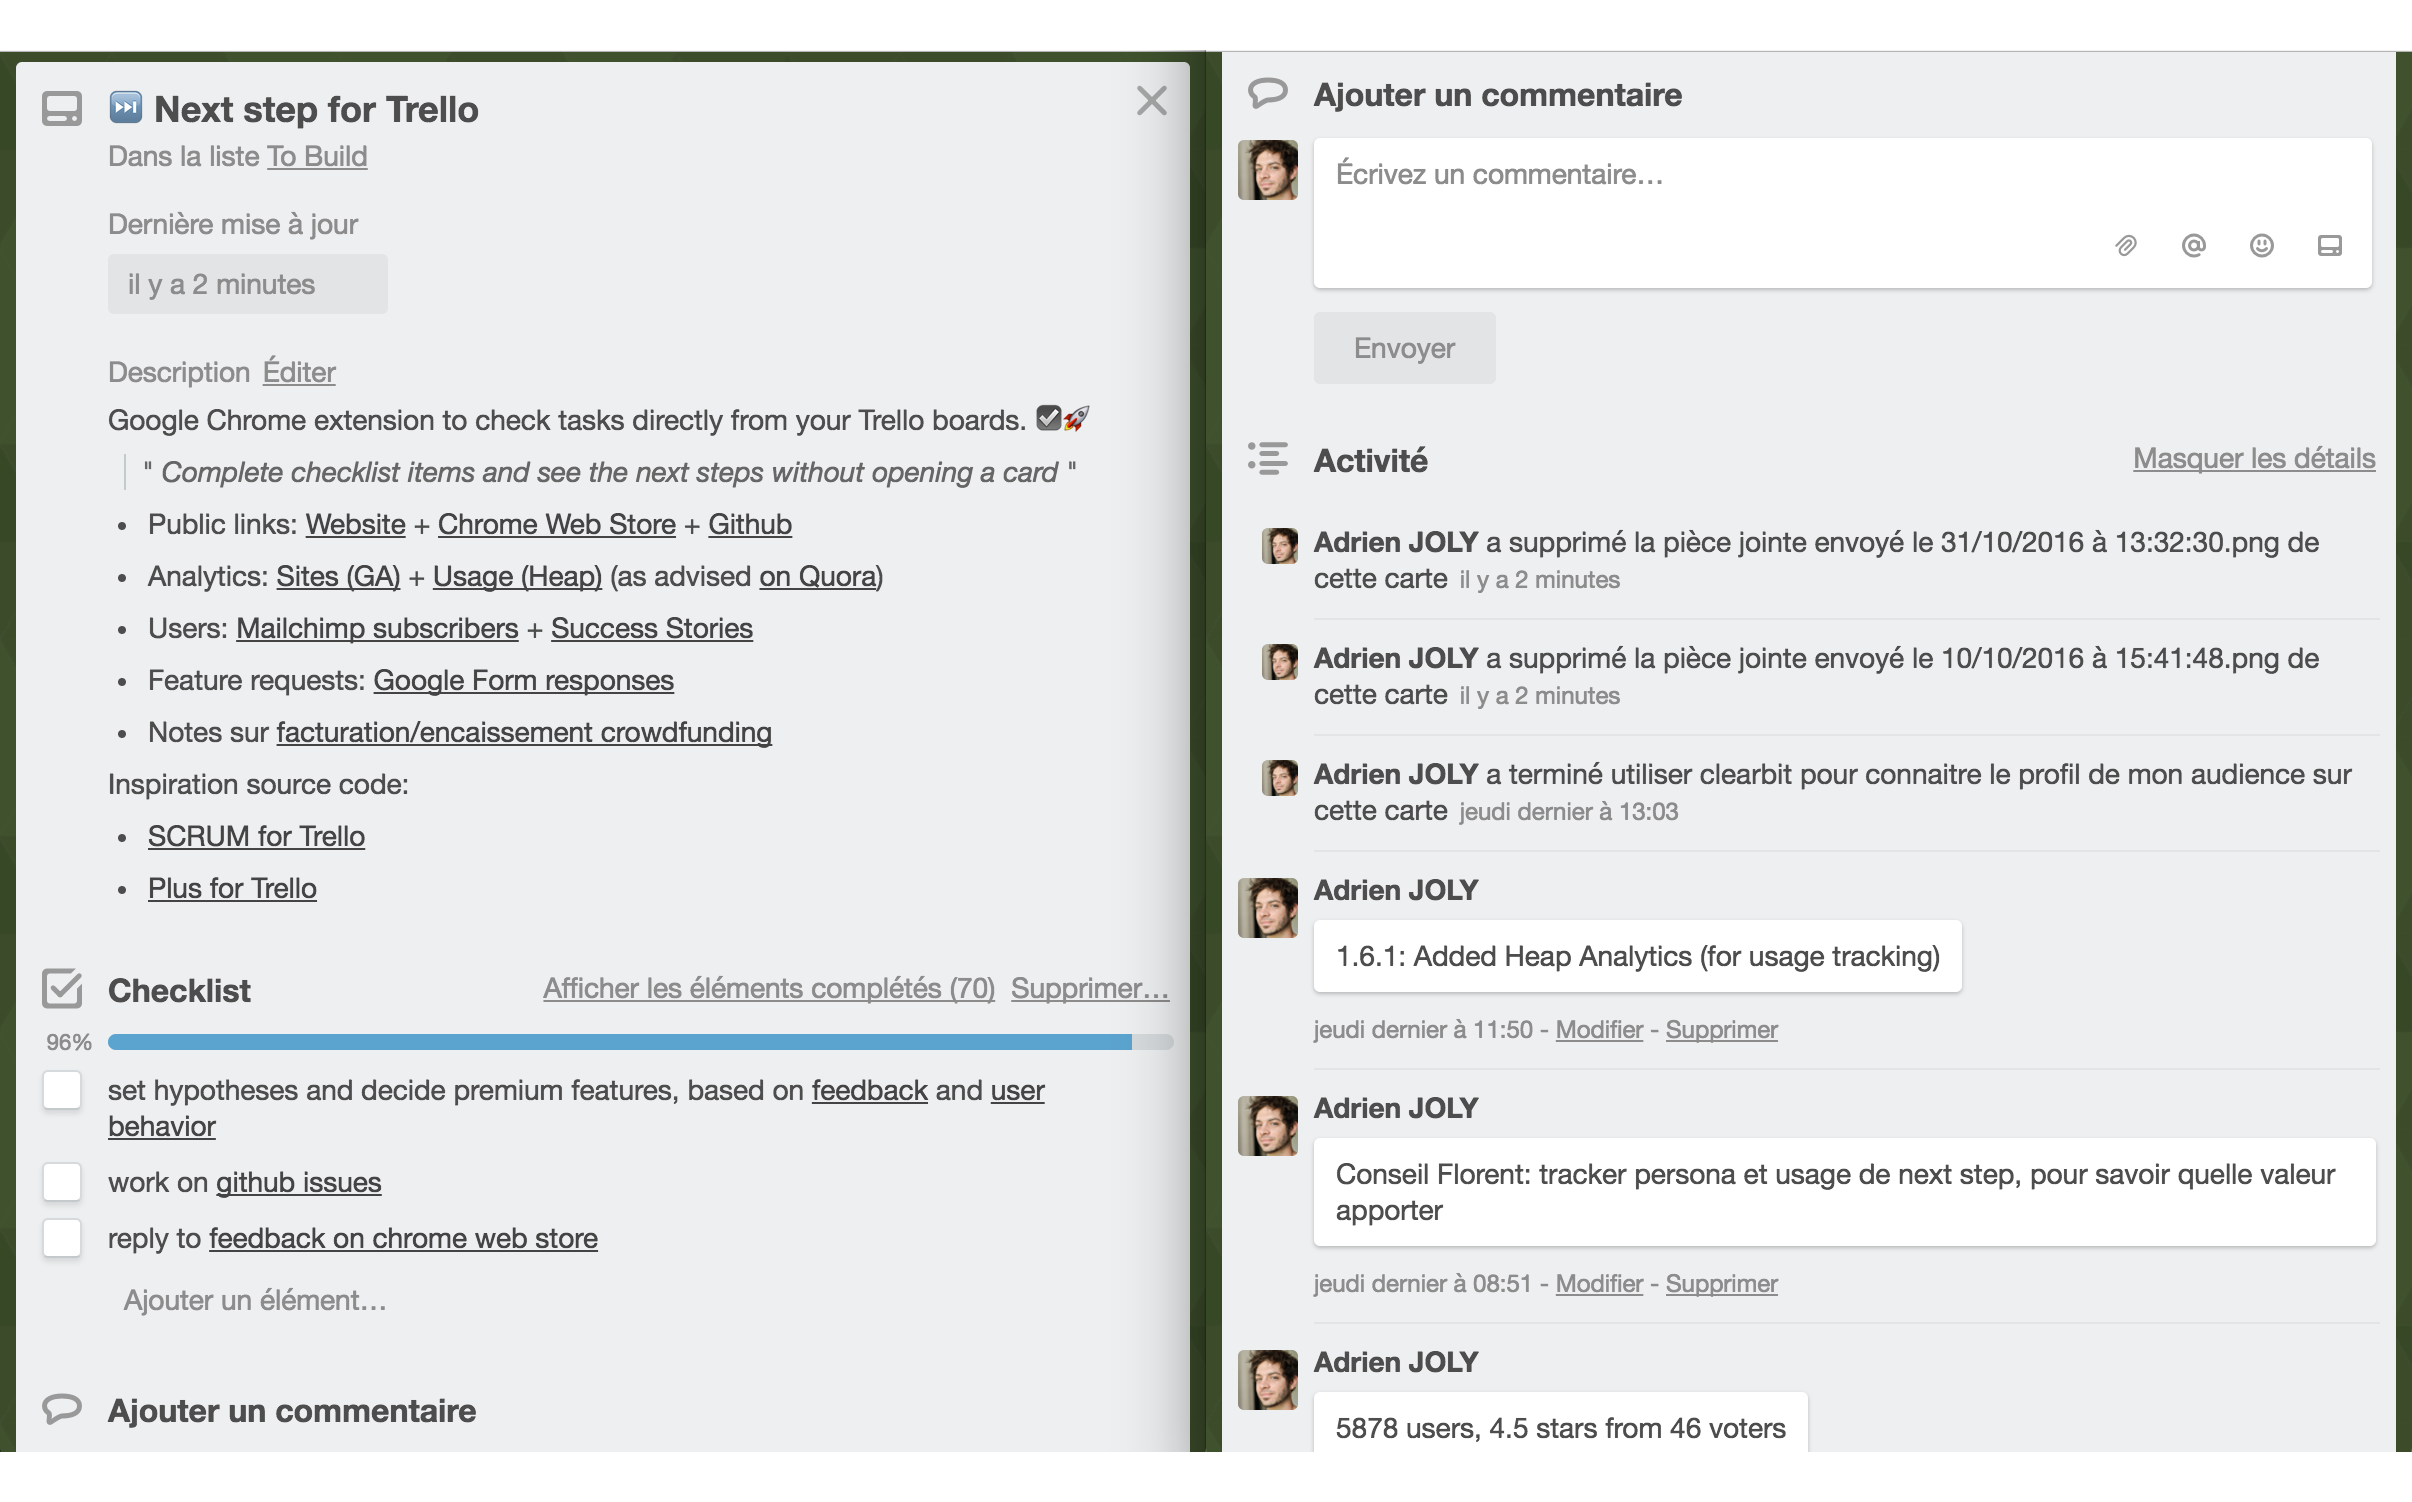 Next step for Trello
Dans la liste To Build
Dernière mise à jour
il y a 2 minutes
Description Éditer
Google Chrome extension to check tasks directly from your Trello boards. ☑️🚀
" Complete checklist items and see the next steps without opening a card "
• Public links: Website + Chrome Web Store + Github
• Analytics: Sites (GA) + Usage (Heap) (as advised on Quora)
• Users: Mailchimp subscribers + Success Stories
• Feature requests: Google Form responses
• Notes sur facturation/encaissement crowdfunding
Inspiration source code:
• SCRUM for Trello
• Plus for Trello
Checklist Afficher les éléments complétés (70) Supprimer…
96%
set hypotheses and decide premium features, based on feedback and user
behavior
work on github issues
reply to feedback on chrome web store
Ajouter un élément…
Ajouter un commentaire
Ajouter un commentaire
Écrivez un commentaire…
Envoyer
Activité Masquer les détails
Adrien JOLY a supprimé la pièce jointe envoyé le 31/10/2016 à 13:32:30.png de
cette carte il y a 2 minutes
Adrien JOLY a supprimé la pièce jointe envoyé le 10/10/2016 à 15:41:48.png de
cette carte il y a 2 minutes
Adrien JOLY a terminé utiliser clearbit pour connaitre le profil de mon audience sur
cette carte jeudi dernier à 13:03
Adrien JOLY
1.6.1: Added Heap Analytics (for usage tracking)
jeudi dernier à 11:50 - Modifier - Supprimer
Adrien JOLY
Conseil Florent: tracker persona et usage de next step, pour savoir quelle valeur
apporter
jeudi dernier à 08:51 - Modifier - Supprimer
Adrien JOLY
5878 users, 4.5 stars from 46 voters